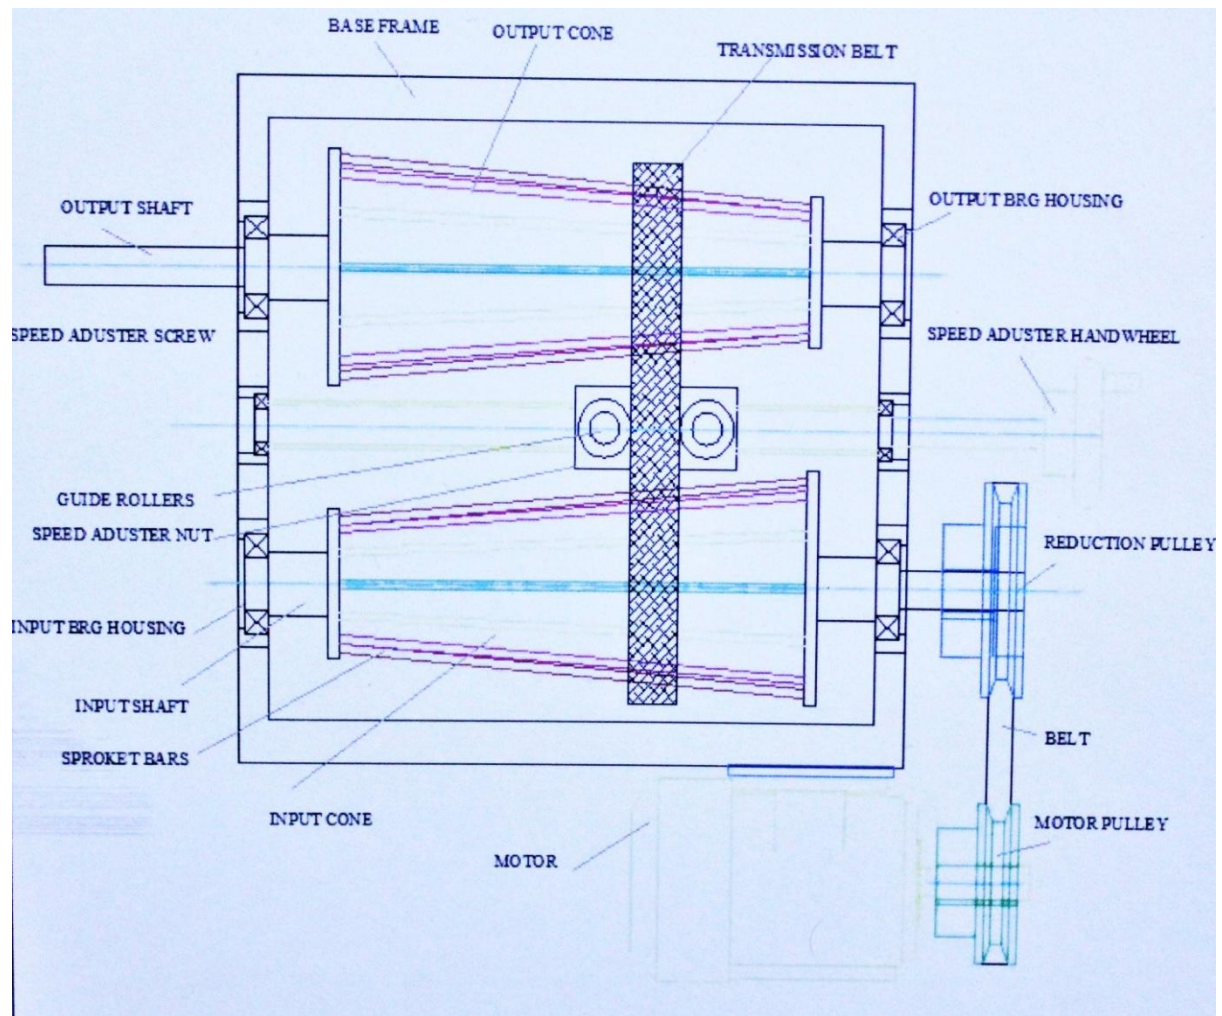 BASE FRAME
OUTPUT CONE
TRANSMISSION BELT
OUTPUT SHAFT
OUTPUT BRG HOUSING
SPEED ADUSTER SCREW
SPEED ADUSTER HANDWHEEL
GUIDE ROLLERS
SPEED ADUSTER NUT
REDUCTION PULLEY
INPUT BRG HOUSING
INPUT SHAFT
BELT
SPROKET BARS
INPUT CONE
MOTOR PULLEY
MOTOR